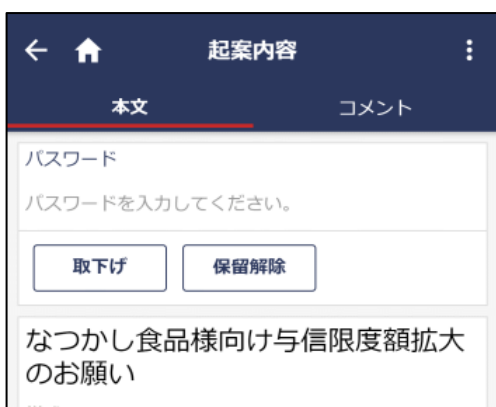 起案内容
本文 コメント
パスワード
パスワードを入力してください。
取下げ 保留解除
なつかし食品様向け与信限度額拡大
のお願い